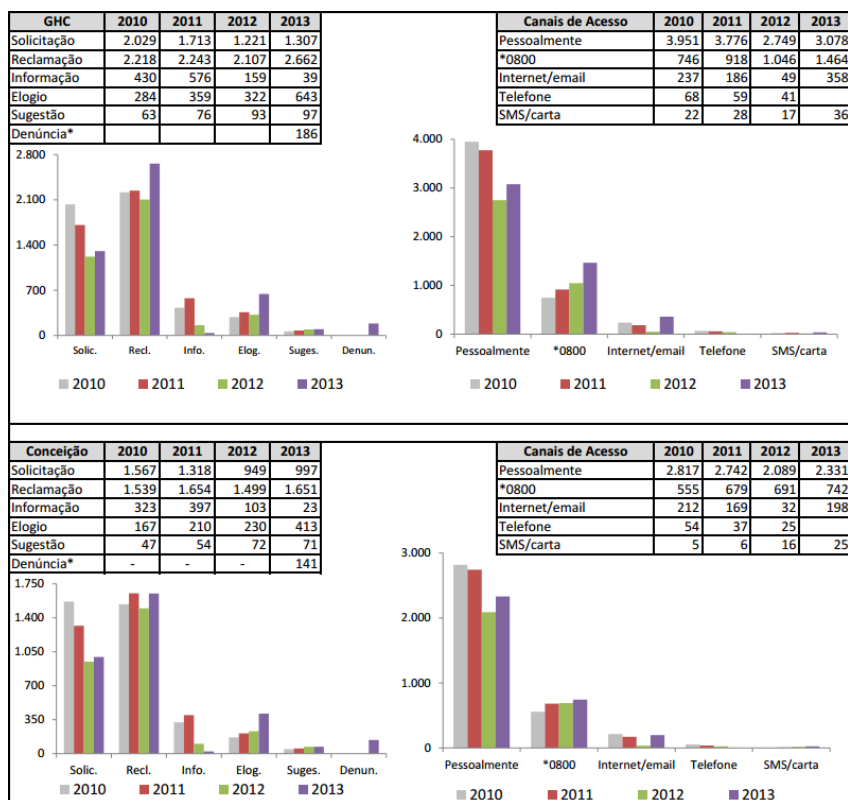 GHC 2010 2011 2012 2013
Solicitação 2.029 1.713 1.221 1.307
Reclamação 2.218 2.243 2.107 2.662
Informação 430 576 159 39
Elogio 284 359 322 643
Sugestão 63 76 93 97
Denúncia* 186
2.800
2.100
1.400
700
0
Solic. Recl. Info. Elog. Suges. Denun.
2010 2011 2012 2013
Canais de Acesso 2010 2011 2012 2013
Pessoalmente 3.951 3.776 2.749 3.078
*0800 746 918 1.046 1.464
Internet/email 237 186 49 358
Telefone 68 59 41
SMS/carta 22 28 17 36
4.000
3.000
2.000
1.000
0
Pessoalmente *0800 Internet/email Telefone SMS/carta
2010 2011 2012 2013
Conceição 2010 2011 2012 2013
Solicitação 1.567 1.318 949 997
Reclamação 1.539 1.654 1.499 1.651
Informação 323 397 103 23
Elogio 167 210 230 413
Sugestão 47 54 72 71
Denúncia* - - - 141
1.750
1.400
1.050
700
350
0
Solic. Recl. Info. Elog. Suges. Denun.
2010 2011 2012 2013
Canais de Acesso 2010 2011 2012 2013
Pessoalmente 2.817 2.742 2.089 2.331
*0800 555 679 691 742
Internet/email 212 169 32 198
Telefone 54 37 25
SMS/carta 5 6 16 25
3.000
2.000
1.000
0
Pessoalmente *0800 Internet/email Telefone SMS/carta
2010 2011 2012 2013